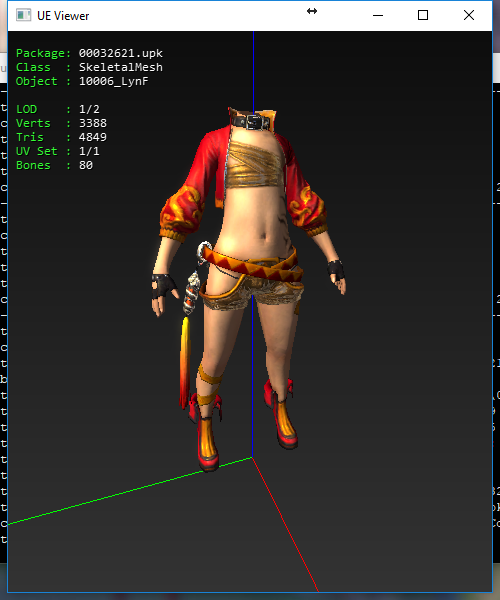 UE Viewer
Package: 00032621.upk
Class : SkeletalMesh
Object : 10006_LynF
LOD : 1/2
Verts : 3388
Tris : 4849
UV Set : 1/1
Bones : 80